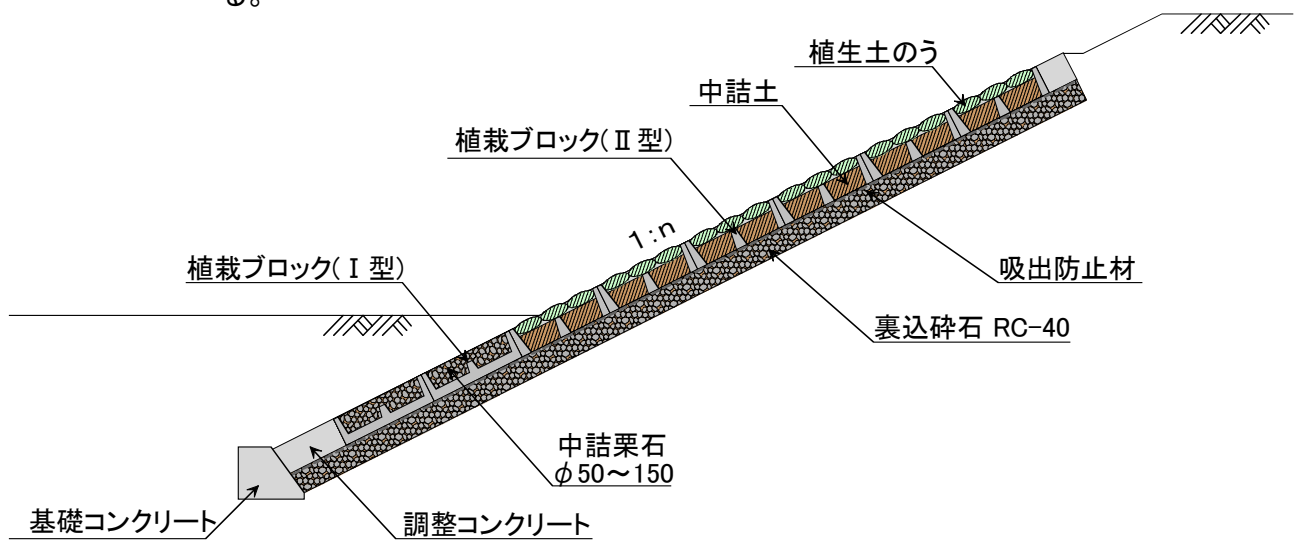 る。
植生土のう
中詰土
植栽ブロック(Ⅱ型)
1:n
植栽ブロック(Ⅰ型)
吸出防止材
裏込砕石 RC-40
中詰栗石
φ50～150
基礎コンクリート
調整コンクリート